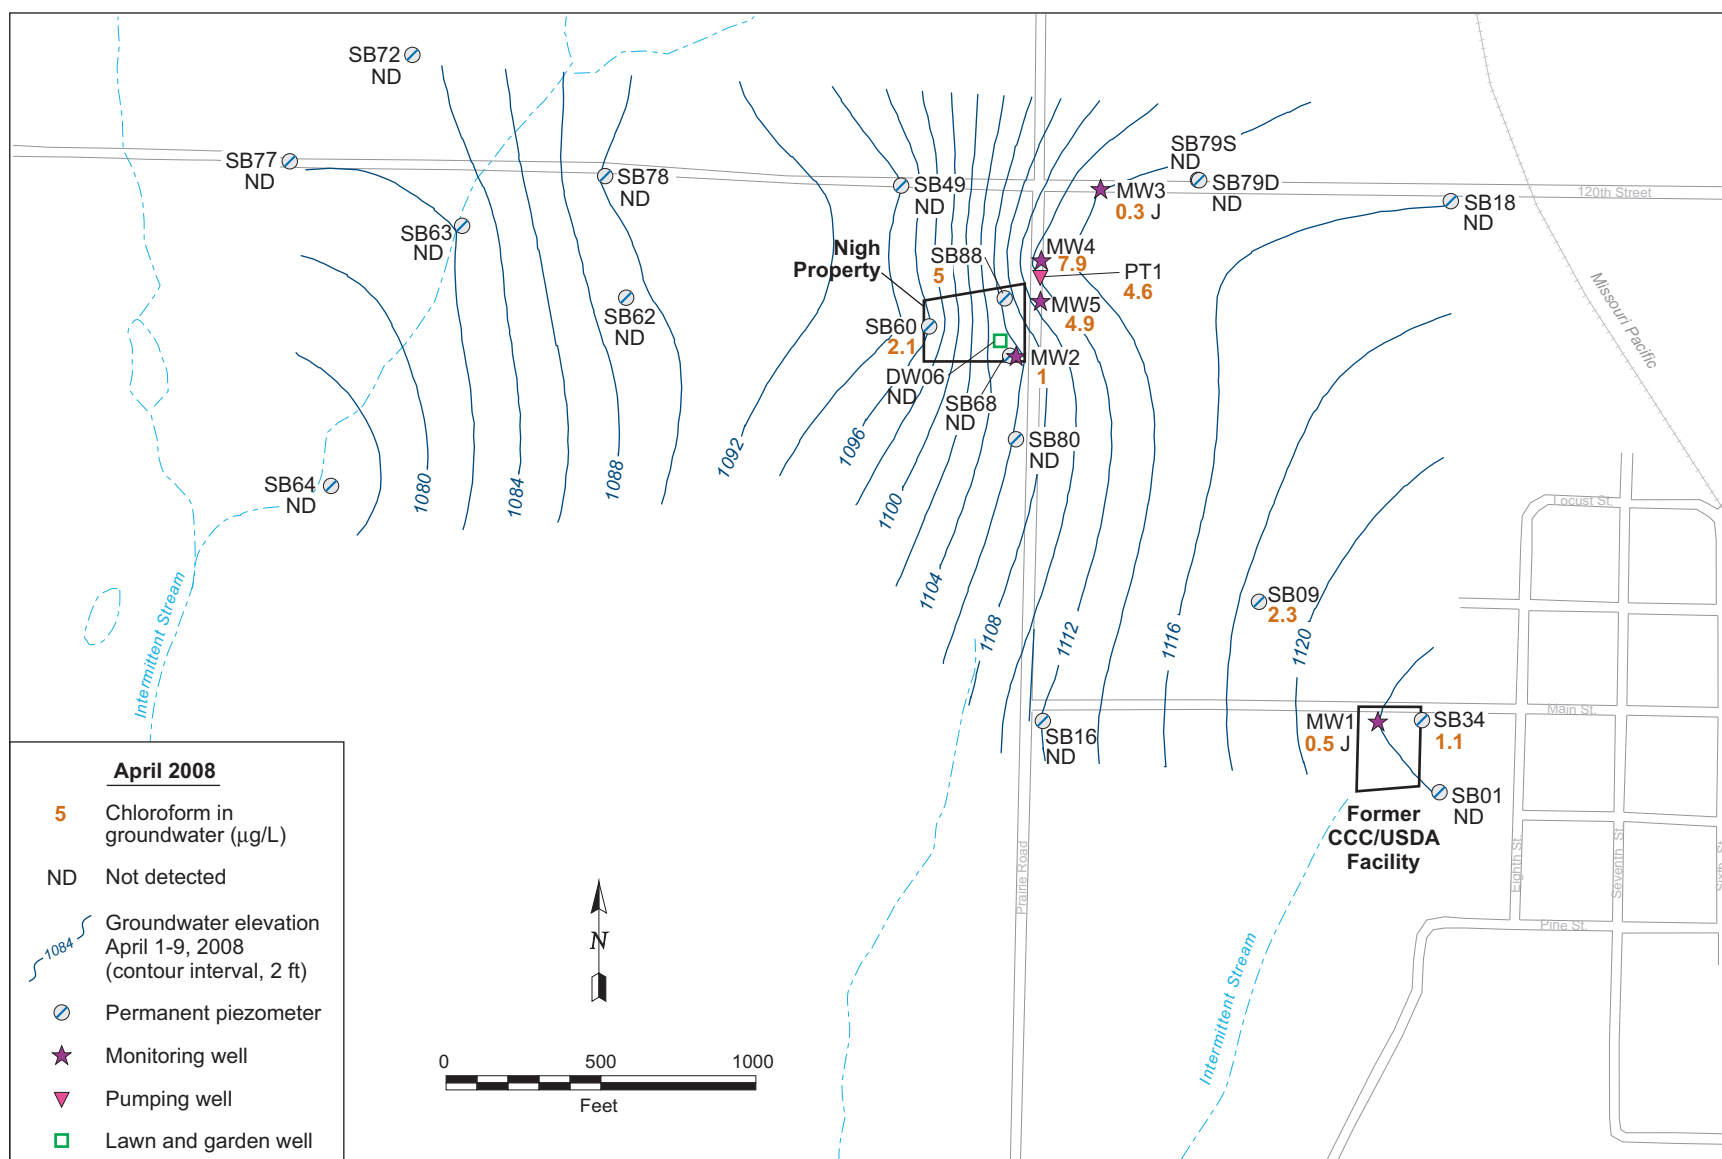 SB72
ND
SB77
ND
SB78
ND
SB63
ND
SB62
ND
SB64
ND
SB49
ND
SB79S
ND
SB79D
ND
MW3
0.3 J
SB18
ND
120th Street
Missouri Pacific
Nigh
Property
SB88
5
MW4
7.9
PT1
4.6
MW5
4.9
SB60
2.1
DW06
ND
MW2
1
SB68
ND
SB80
ND
1080
1084
1088
1092
1096
1100
1104
1108
1112
1116
1120
SB09
2.3
SB16
ND
MW1
0.5 J
SB34
1.1
SB01
ND
Former
CCC/USDA
Facility
Locust St.
Main St.
Pine St.
Eighth St.
Seventh St.
Prairie Road
Intermittent Stream
Intermittent Stream
April 2008
5
Chloroform in
groundwater (µg/L)
ND
Not detected
1084
Groundwater elevation
April 1-9, 2008
(contour interval, 2 ft)
Permanent piezometer
Monitoring well
Pumping well
Lawn and garden well
N
0 500 1000
Feet